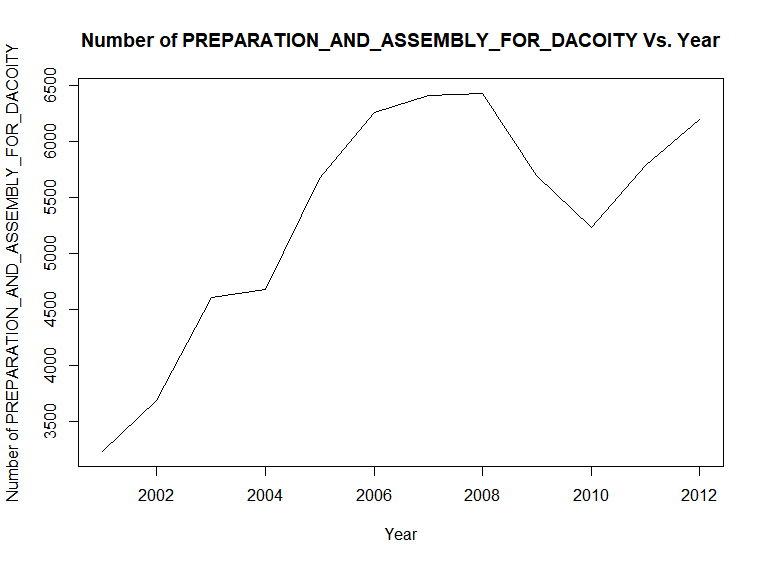 Number of PREPARATION_AND_ASSEMBLY_FOR_DACOITY Vs. Year
Number of PREPARATION_AND_ASSEMBLY_FOR_DACOITY
6500
6000
5500
5000
4500
4000
3500
2002 2004 2006 2008 2010 2012
Year